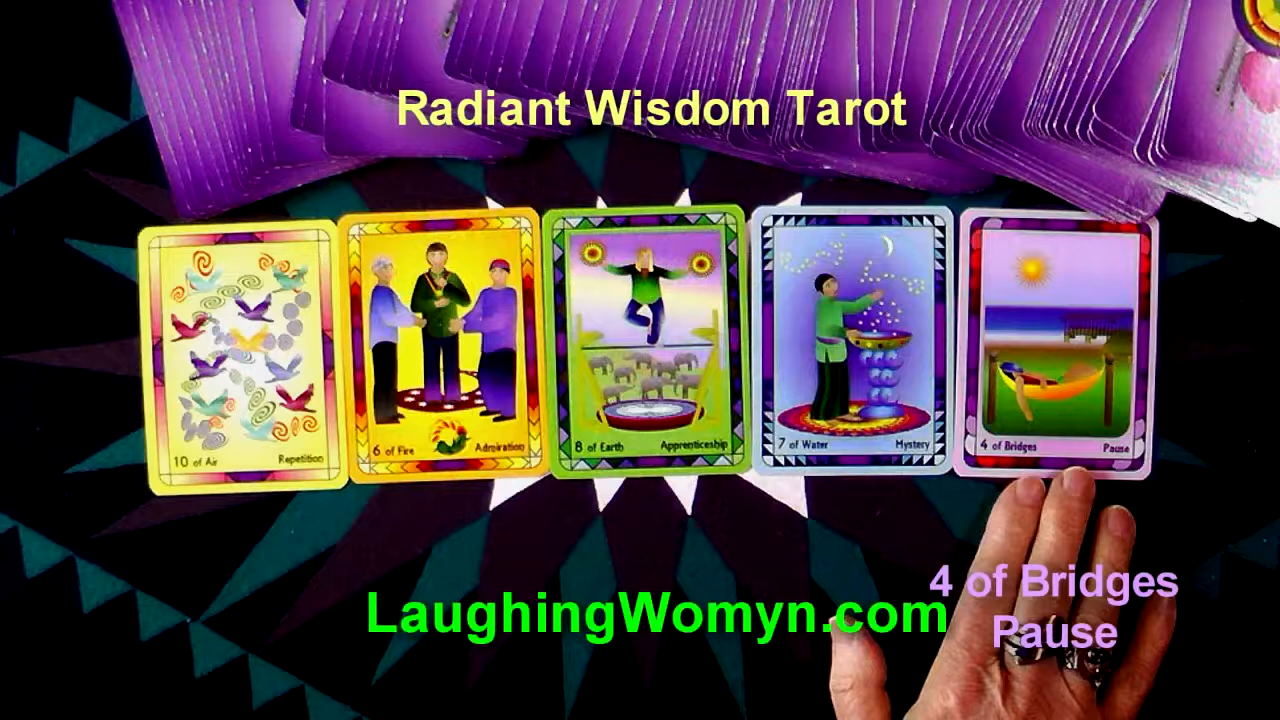 Radiant Wisdom Tarot
10 of Air Repetition
6 of Fire Admiration
8 of Earth Apprenticeship
7 of Water Mystery
4 of Bridges Pause
4 of Bridges
Pause
LaughingWomyn.com